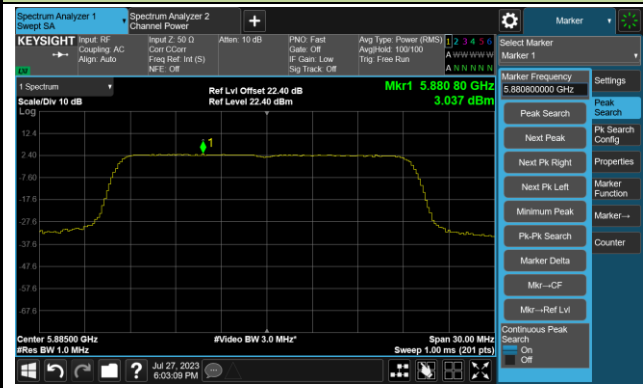 Spectrum Analyzer 1
Swept SA
Spectrum Analyzer 2
Channel Power
Marker
KEYSIGHT
Input: RF
Coupling: AC
Align: Auto
Input Z: 50 Ω
Corr CCorr
Freq Ref: Int (S)
NFE: Off
Atten: 10 dB
PNO: Fast
Gate: Off
IF Gain: Low
Sig Track: Off
Avg Type: Power (RMS)
Avg|Hold: 100/100
Trig: Free Run
1 2 3 4 5 6
A W W W W W
A N N N N N
LXI
Select Marker
Marker 1
1 Spectrum
Scale/Div 10 dB
Log
Ref Lvl Offset 22.40 dB
Ref Level 22.40 dBm
Mkr1 5.880 80 GHz
3.037 dBm
1
12.4
2.40
-7.60
-17.6
-27.6
-37.6
-47.6
-57.6
-67.6
Center 5.88500 GHz
#Res BW 1.0 MHz
#Video BW 3.0 MHz*
Span 30.00 MHz
Sweep 1.00 ms (201 pts)
Marker Frequency
5.880800000 GHz
Peak Search
Next Peak
Next Pk Right
Next Pk Left
Minimum Peak
Pk-Pk Search
Marker Delta
Mkr→CF
Mkr→Ref Lvl
Continuous Peak
Search
On
Off
Settings
Peak
Search
Pk Search
Config
Properties
Marker
Function
Marker→
Counter
Jul 27, 2023
6:03:09 PM